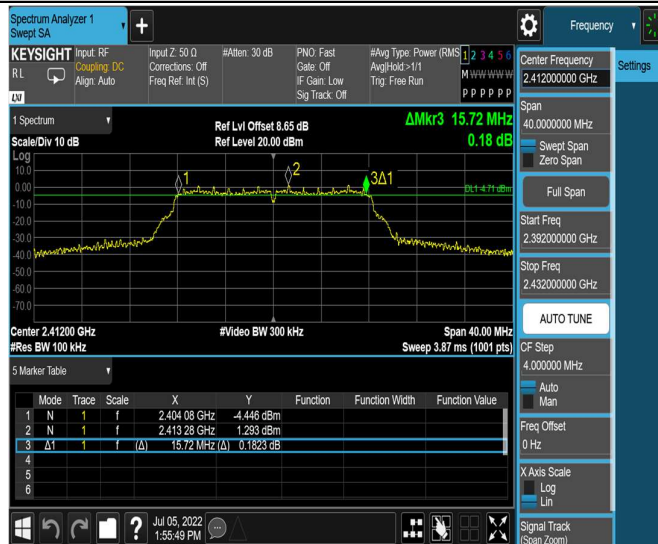 Spectrum Analyzer 1
Swept SA
+
Frequency
KEYSIGHT
RL
LXI
Input: RF
Coupling: DC
Align: Auto
Input Z: 50 Ω
Corrections: Off
Freq Ref: Int (S)
#Atten: 30 dB
PNO: Fast
Gate: Off
IF Gain: Low
Sig Track: Off
#Avg Type: Power (RMS
Avg|Hold:>1/1
Trig: Free Run
1 2 3 4 5 6
M W W W W W
P P P P P P
1 Spectrum
Scale/Div 10 dB
Ref Lvl Offset 8.65 dB
Ref Level 20.00 dBm
ΔMkr3 15.72 MHz
0.18 dB
Log
10.0
0.00
-10.0
-20.0
-30.0
-40.0
-50.0
-60.0
-70.0
1
2
3Δ1
DL1 -4.71 dBm
Center 2.41200 GHz
#Res BW 100 kHz
#Video BW 300 kHz
Span 40.00 MHz
Sweep 3.87 ms (1001 pts)
5 Marker Table
Mode Trace Scale X Y Function Function Width Function Value
1 N 1 f 2.404 08 GHz -4.446 dBm
2 N 1 f 2.413 28 GHz 1.293 dBm
3 Δ1 1 f (Δ) 15.72 MHz (Δ) 0.1823 dB
4
5
6
?
Jul 05, 2022
1:55:49 PM
Center Frequency
2.412000000 GHz
Span
40.0000000 MHz
Swept Span
Zero Span
Full Span
Start Freq
2.392000000 GHz
Stop Freq
2.432000000 GHz
AUTO TUNE
CF Step
4.000000 MHz
Auto
Man
Freq Offset
0 Hz
X Axis Scale
Log
Lin
Signal Track
(Span Zoom)
Settings